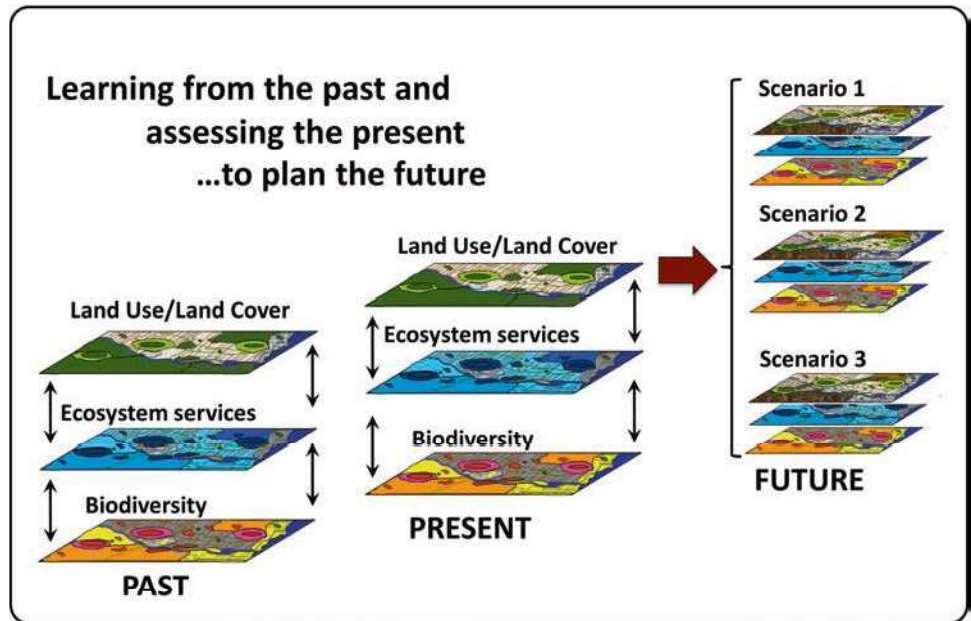 Learning from the past and
assessing the present
...to plan the future
Land Use/Land Cover
Ecosystem services
Biodiversity
PAST
Land Use/Land Cover
Ecosystem services
Biodiversity
PRESENT
Scenario 1
Scenario 2
Scenario 3
FUTURE